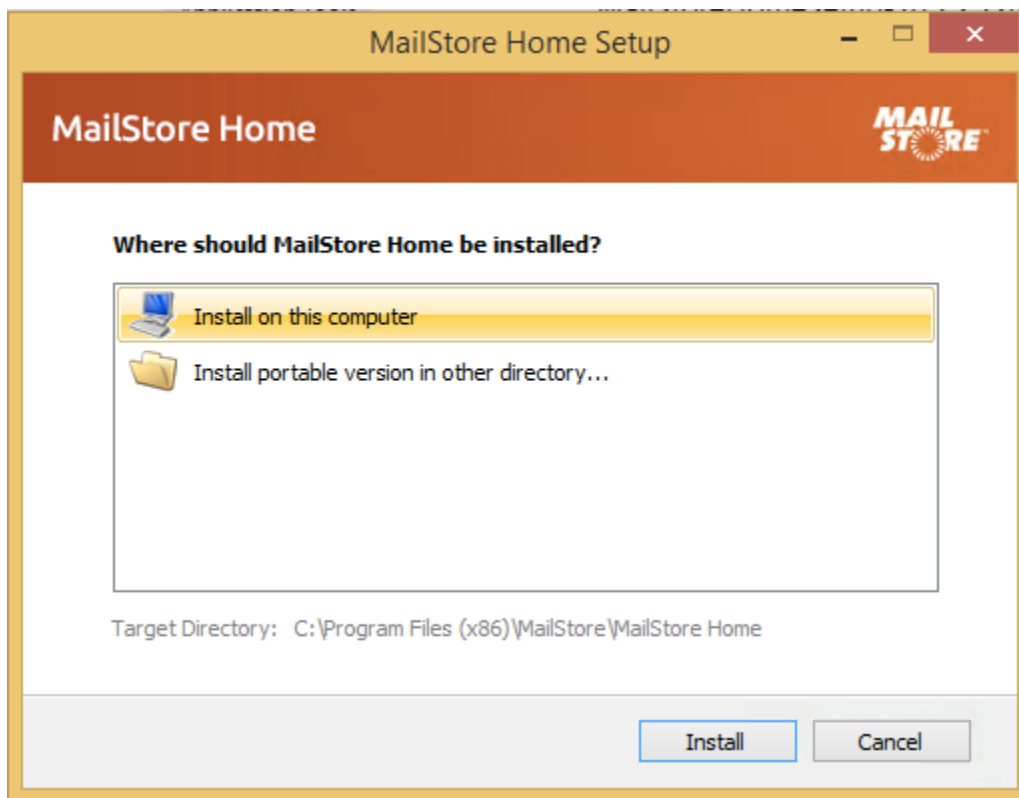 MailStore Home Setup
MailStore Home
MAIL
STORE™
Where should MailStore Home be installed?
Install on this computer
Install portable version in other directory...
Target Directory: C:\Program Files (x86)\MailStore\MailStore Home
Install
Cancel